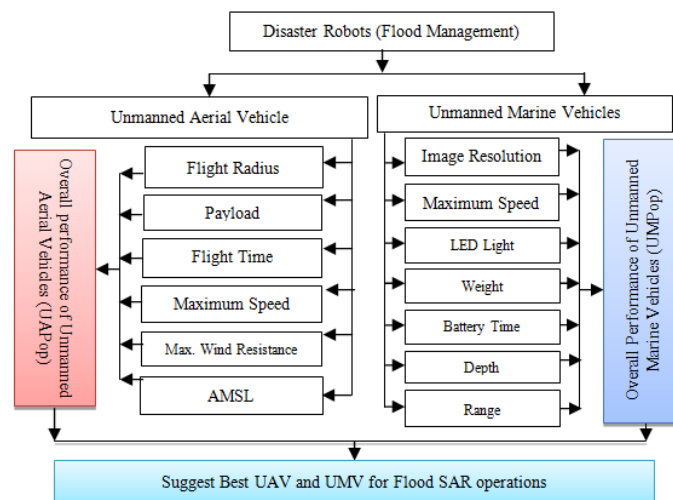 Disaster Robots (Flood Management)
Unmanned Aerial Vehicle
Unmanned Marine Vehicles
Overall performance of Unmanned
Aerial Vehicles (UAPop)
Flight Radius
Payload
Flight Time
Maximum Speed
Max. Wind Resistance
AMSL
Image Resolution
Maximum Speed
LED Light
Weight
Battery Time
Depth
Range
Overall Performance of Unmanned
Marine Vehicles (UMPop)
Suggest Best UAV and UMV for Flood SAR operations